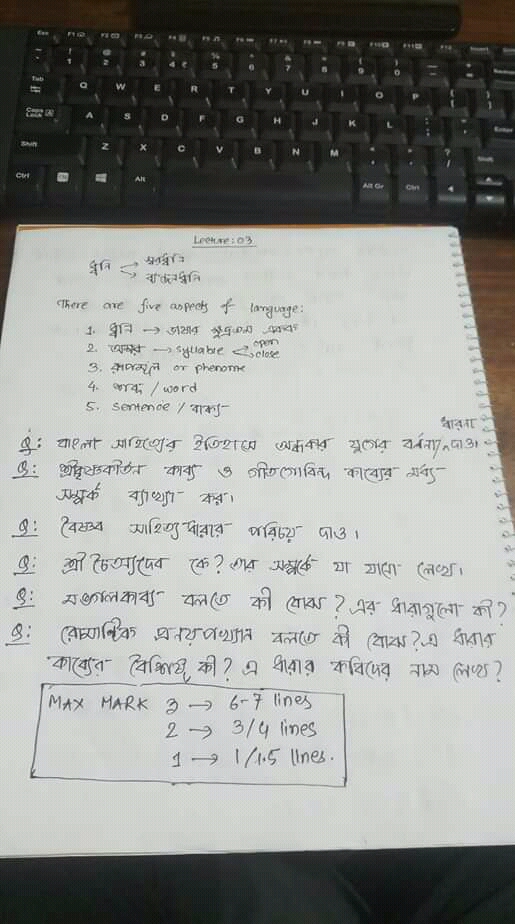 Lecture: 03
ধ্বনি
স্বরধ্বনি
ব্যঞ্জনধ্বনি
There are five aspects of language:
1. ধ্বনি → ভাষার ক্ষুদ্রতম একক
2. অক্ষর → syllable open
close
3. রূপমূল or phenome
4. শব্দ / word
5. sentence / বাক্য
ধারনা
Q: বাংলা সাহিত্যের ইতিহাসে অন্ধকার যুগের বর্ণনা/ দাও।
Q: শ্রীকৃষ্ণকীর্তন কাব্য ও গীতগোবিন্দ কাব্যের মধ্য-
সম্পর্ক ব্যাখ্যা কর।
Q: বৈষ্ণব সাহিত্য ধারার পরিচয় দাও।
Q: শ্রী চৈতন্যদেব কে? তার সম্পর্কে যা যানো লেখ।
Q: মঙ্গলকাব্য বলতে কী বোঝ? এর ধারাগুলো কী?
Q: রোমান্টিক প্রনয়পখ্যান বলতে কী বোঝ? এ ধারার
কাব্যের বৈশিষ্ট্য কী? এ ধারার কবিদের নাম লেখ?
MAX MARK 3 → 6-7 lines
2 → 3/4 lines
1 → 1/1.5 lines.
Esc F1 F2 F3 F4 F5 F6 F7 F8 F9 F10 F11 F12 Insert
1 2 3 4 5 6 7 8 9 0
Tab Q W E R T Y U I O P
Caps Lock A S D F G H J K L Enter
Shift Z X C V B N M Shift
Ctrl FN Alt Alt Gr Ctrl